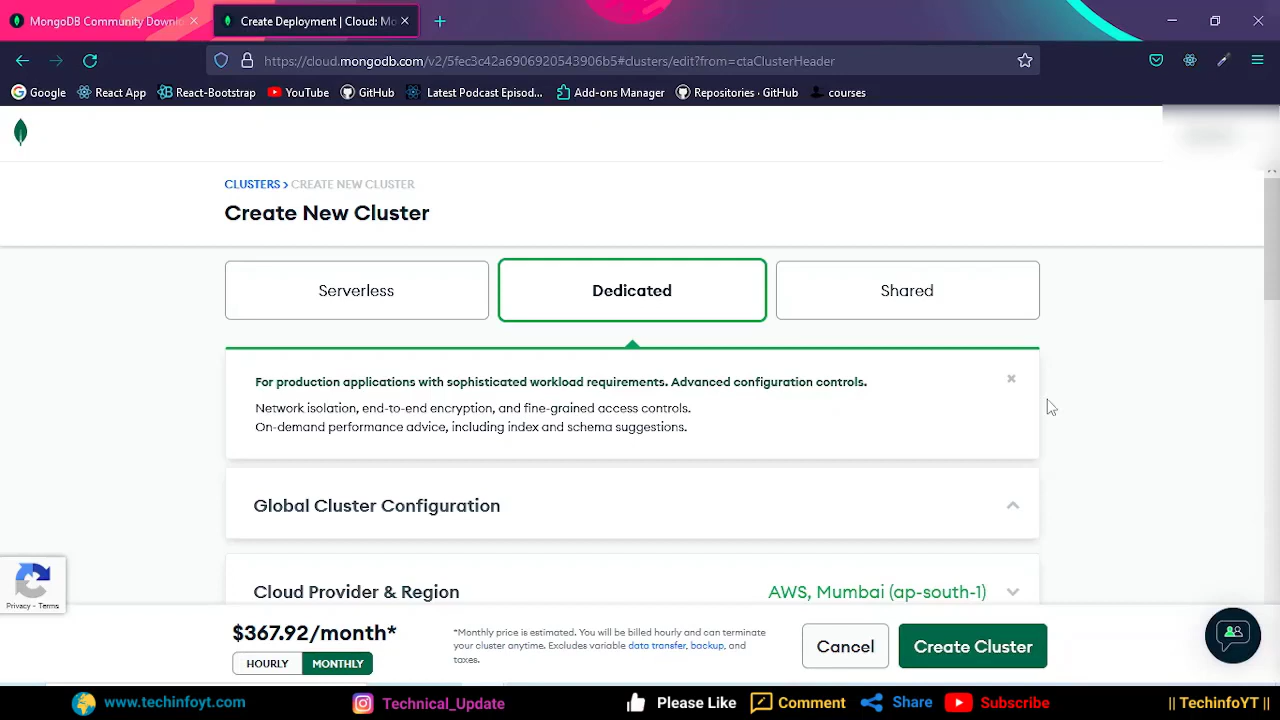 MongoDB Community Downl
Create Deployment | Cloud: Mo
https://cloud.mongodb.com/v2/5fec3c42a6906920543906b5#clusters/edit?from=ctaClusterHeader
Google
React App
React-Bootstrap
YouTube
GitHub
Latest Podcast Episod...
Add-ons Manager
Repositories · GitHub
courses
CLUSTERS > CREATE NEW CLUSTER
Create New Cluster
Serverless
Dedicated
Shared
For production applications with sophisticated workload requirements. Advanced configuration controls.
Network isolation, end-to-end encryption, and fine-grained access controls.
On-demand performance advice, including index and schema suggestions.
Global Cluster Configuration
Cloud Provider & Region
AWS, Mumbai (ap-south-1)
Privacy - Terms
$367.92/month*
HOURLY
MONTHLY
*Monthly price is estimated. You will be billed hourly and can terminate
your cluster anytime. Excludes variable data transfer, backup, and
taxes.
Cancel
Create Cluster
www.techinfoyt.com
Technical_Update
Please Like
Comment
Share
Subscribe
|| TechinfoYT ||